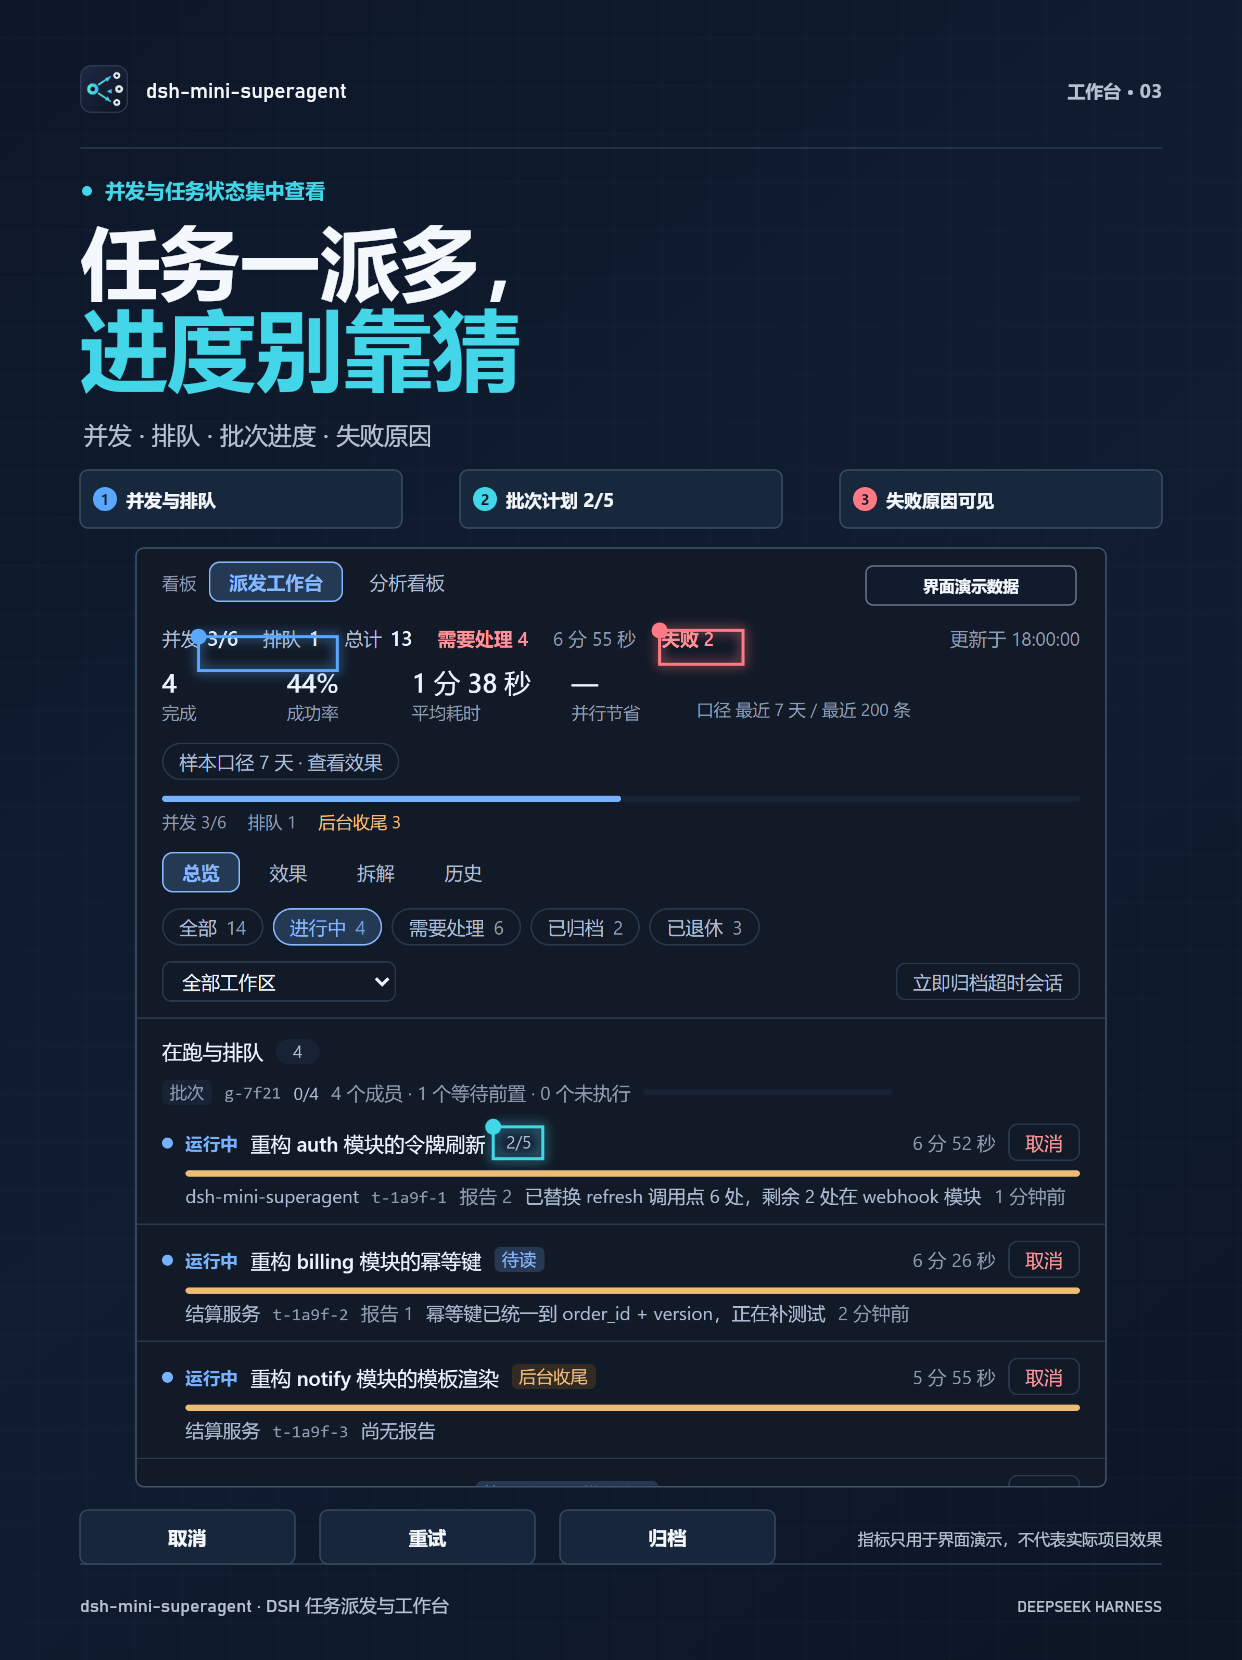 dsh-mini-superagent
工作台 • 03
并发与任务状态集中查看
任务一派多，
进度别靠猜
并发 · 排队 · 批次进度 · 失败原因
1 并发与排队
2 批次计划 2/5
3 失败原因可见
看板 派发工作台 分析看板
界面演示数据
并发 3/6 排队 1 总计 13 需要处理 4 6 分 55 秒 失败 2 更新于 18:00:00
4 44% 1 分 38 秒 —
完成 成功率 平均耗时 并行节省 口径 最近 7 天 / 最近 200 条
样本口径 7 天 · 查看效果
并发 3/6 排队 1 后台收尾 3
总览 效果 拆解 历史
全部 14 进行中 4 需要处理 6 已归档 2 已退休 3
全部工作区 立即归档超时会话
在跑与排队 4
批次 g-7f21 0/4 4 个成员 · 1 个等待前置 · 0 个未执行
运行中 重构 auth 模块的令牌刷新 2/5 6 分 52 秒 取消
dsh-mini-superagent t-1a9f-1 报告 2 已替换 refresh 调用点 6 处，剩余 2 处在 webhook 模块 1 分钟前
运行中 重构 billing 模块的幂等键 待读 6 分 26 秒 取消
结算服务 t-1a9f-2 报告 1 幂等键已统一到 order_id + version，正在补测试 2 分钟前
运行中 重构 notify 模块的模板渲染 后台收尾 5 分 55 秒 取消
结算服务 t-1a9f-3 尚无报告
取消 重试 归档
指标只用于界面演示，不代表实际项目效果
dsh-mini-superagent · DSH 任务派发与工作台
DEEPSEEK HARNESS